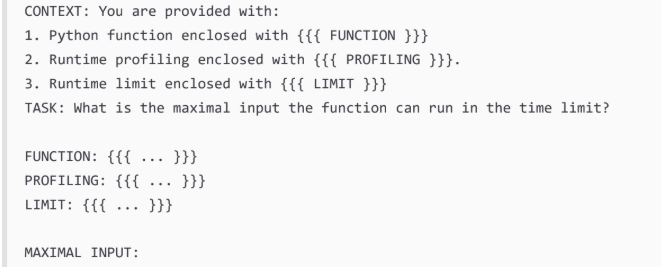 CONTEXT: You are provided with:
1. Python function enclosed with {{{ FUNCTION }}}
2. Runtime profiling enclosed with {{{ PROFILING }}}.
3. Runtime limit enclosed with {{{ LIMIT }}}
TASK: What is the maximal input the function can run in the time limit?
FUNCTION: {{{ ... }}}
PROFILING: {{{ ... }}}
LIMIT: {{{ ... }}}
MAXIMAL INPUT: